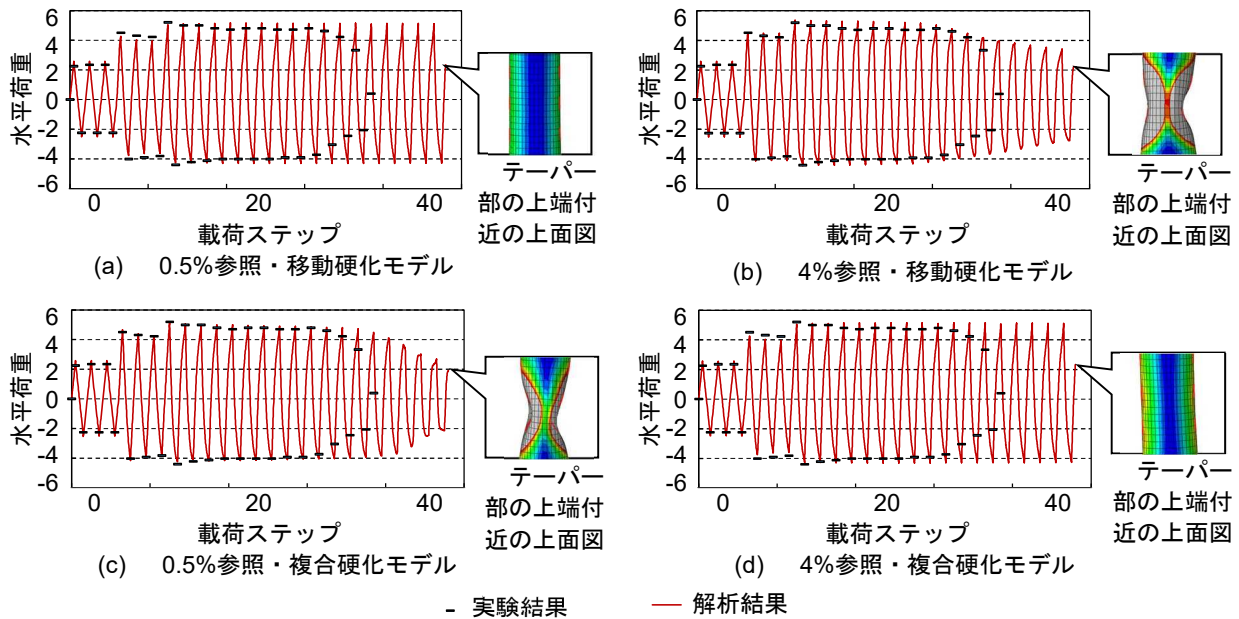 水平荷重
6
4
2
0
-2
-4
-6
0
20
40
載荷ステップ
テーパー
部の上端付
近の上面図
(a) 0.5%参照・移動硬化モデル
水平荷重
6
4
2
0
-2
-4
-6
0
20
40
載荷ステップ
テーパー
部の上端付
近の上面図
(b) 4%参照・移動硬化モデル
水平荷重
6
4
2
0
-2
-4
-6
0
20
40
載荷ステップ
テーパー
部の上端付
近の上面図
(c) 0.5%参照・複合硬化モデル
水平荷重
6
4
2
0
-2
-4
-6
0
20
40
載荷ステップ
テーパー
部の上端付
近の上面図
(d) 4%参照・複合硬化モデル
実験結果
解析結果